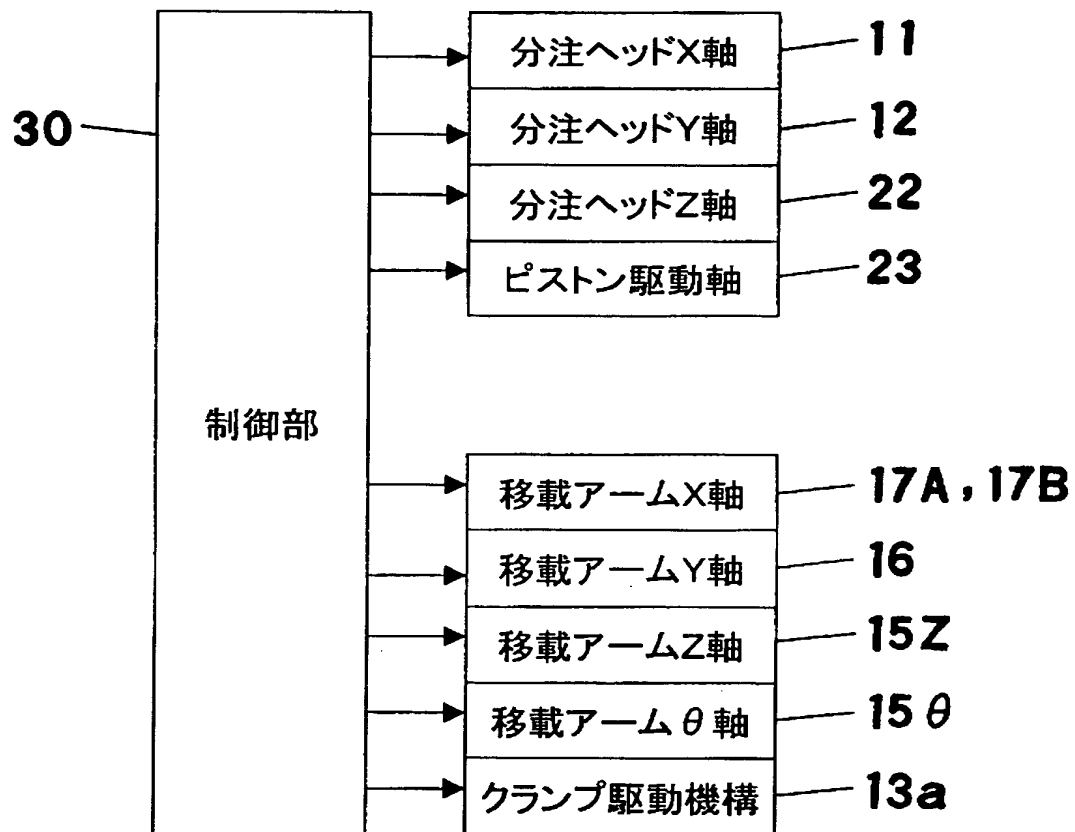 分注ヘッドX軸 11
30
分注ヘッドY軸 12
分注ヘッドZ軸 22
ピストン駆動軸 23
制御部
移載アームX軸 17A,17B
移載アームY軸 16
移載アームZ軸 15Z
移載アームθ軸 15θ
クランプ駆動機構 13a